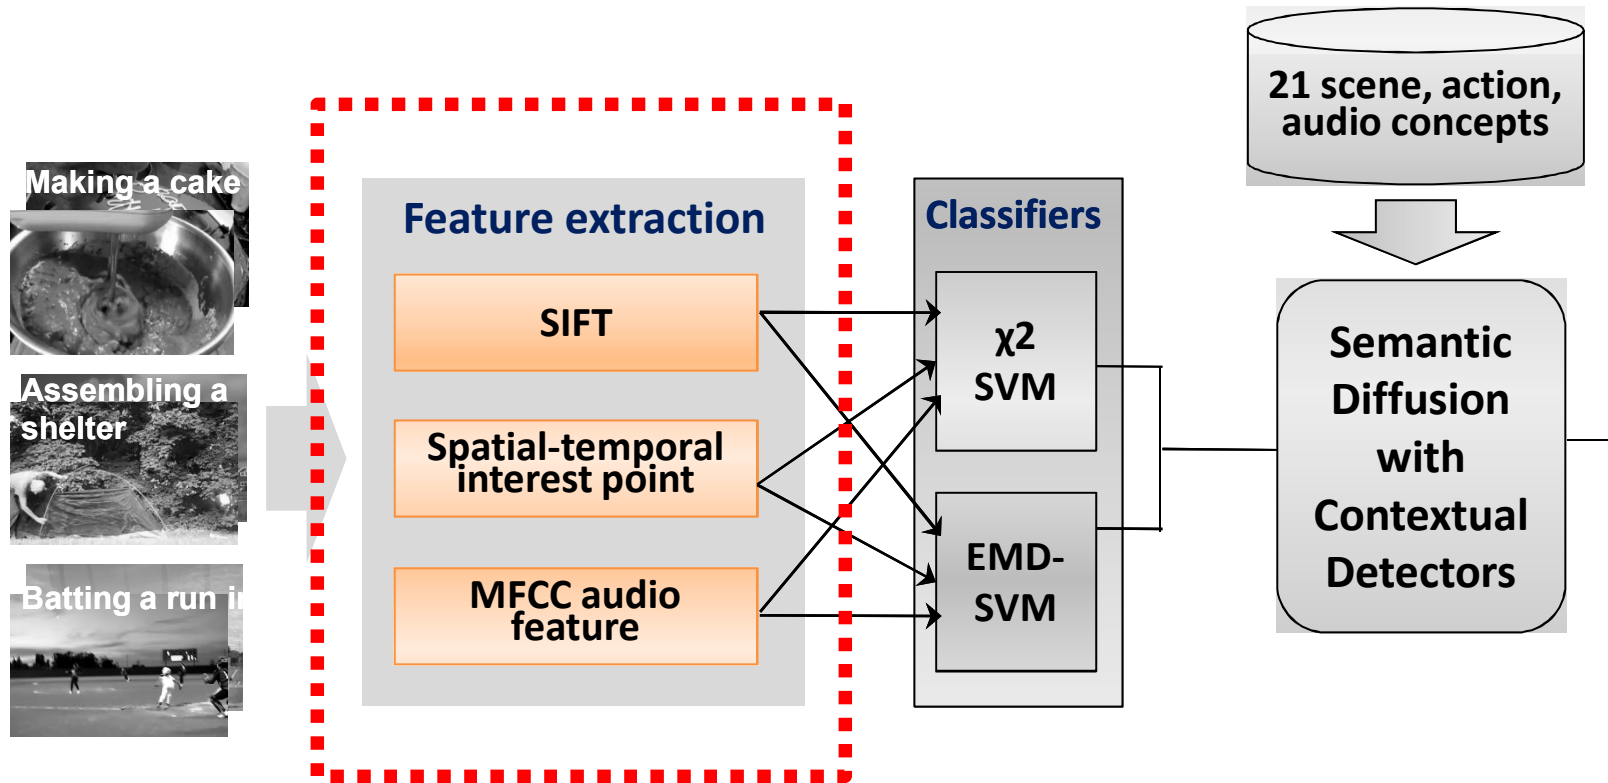 Making a cake
Assembling a
shelter
Batting a run in
Feature extraction
SIFT
Spatial-temporal
interest point
MFCC audio
feature
Classifiers
χ2
SVM
EMD-
SVM
21 scene, action,
audio concepts
Semantic
Diffusion
with
Contextual
Detectors